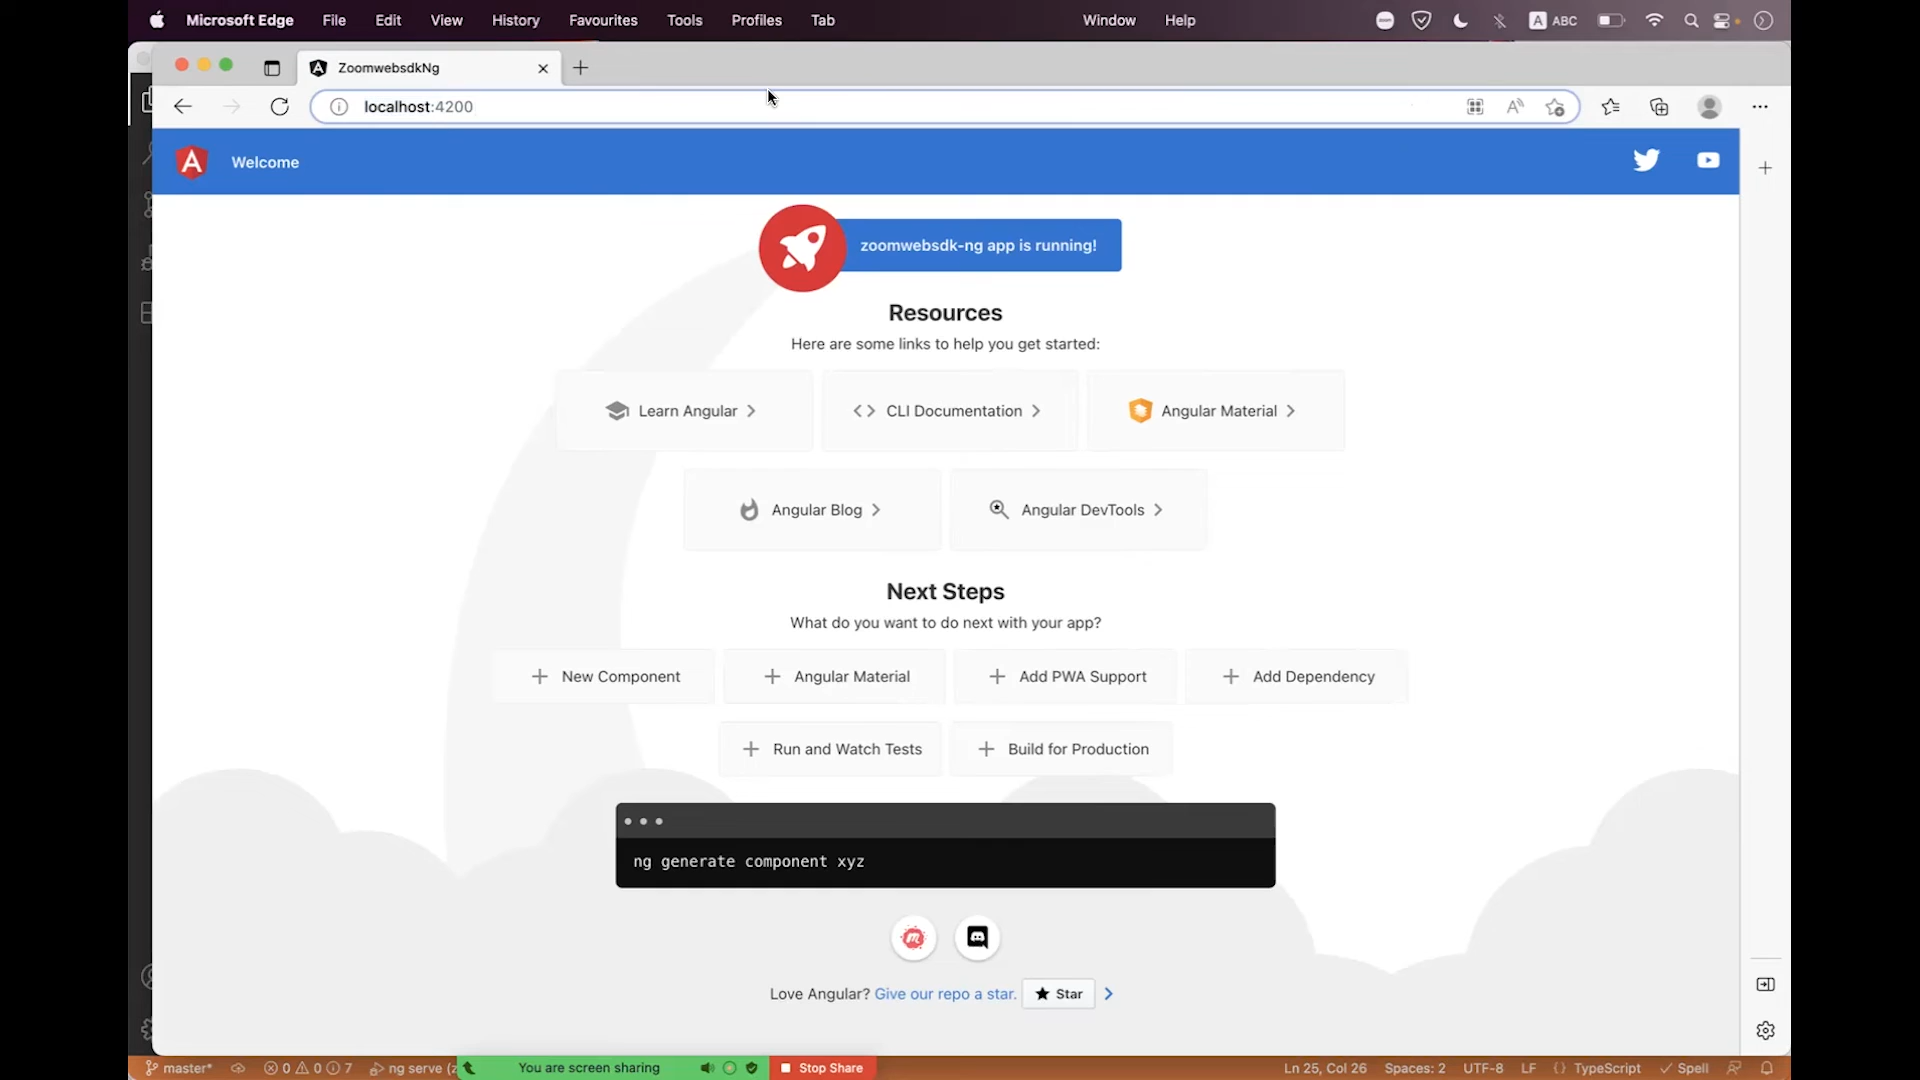 Microsoft Edge File Edit View History Favourites Tools Profiles Tab Window Help A ABC
ZoomwebsdkNg
localhost:4200
Welcome
zoomwebsdk-ng app is running!
Resources
Here are some links to help you get started:
Learn Angular
CLI Documentation
Angular Material
Angular Blog
Angular DevTools
Next Steps
What do you want to do next with your app?
New Component
Angular Material
Add PWA Support
Add Dependency
Run and Watch Tests
Build for Production
ng generate component xyz
Love Angular? Give our repo a star. Star
master* 0 0 7 ng serve (z You are screen sharing Stop Share Ln 25, Col 26 Spaces: 2 UTF-8 LF {} TypeScript Spell